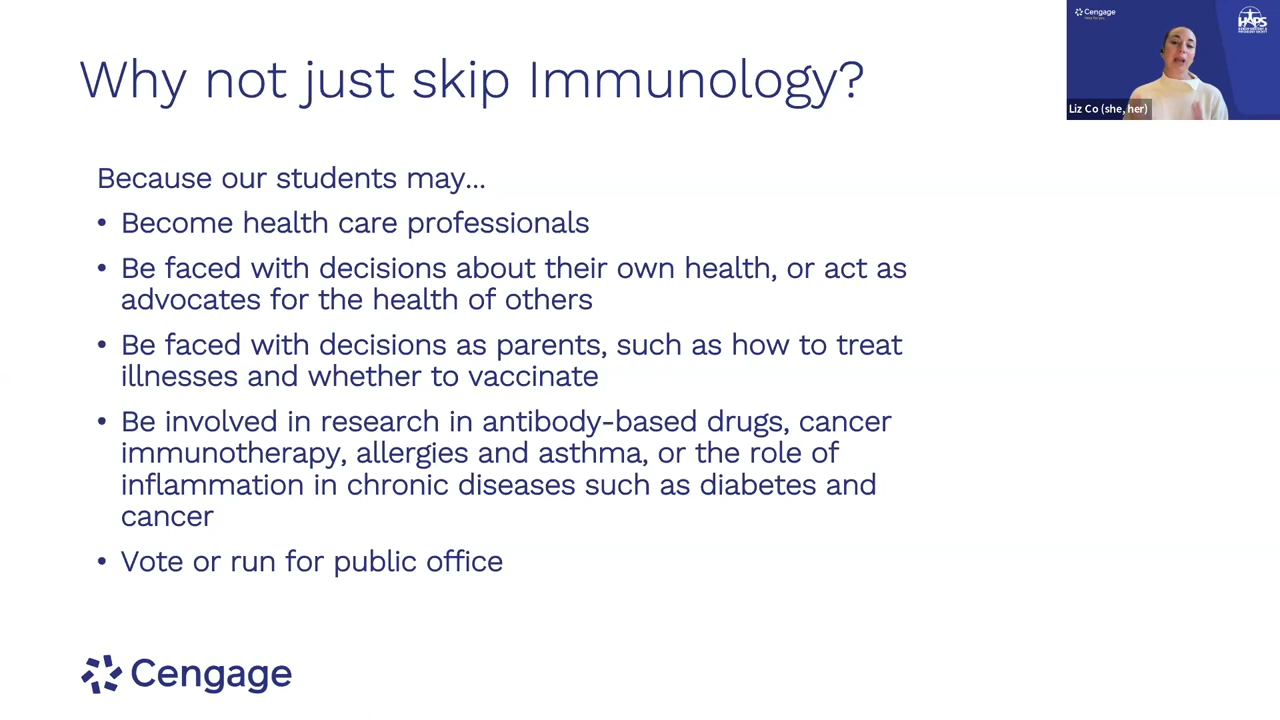 Why not just skip Immunology?
Because our students may...
• Become health care professionals
• Be faced with decisions about their own health, or act as
advocates for the health of others
• Be faced with decisions as parents, such as how to treat
illnesses and whether to vaccinate
• Be involved in research in antibody-based drugs, cancer
immunotherapy, allergies and asthma, or the role of
inflammation in chronic diseases such as diabetes and
cancer
• Vote or run for public office
Cengage
Cengage
HAPS
Liz Co (she, her)